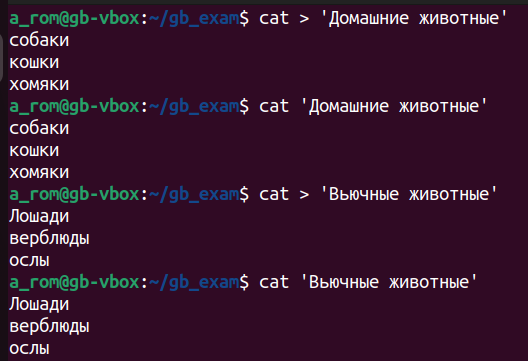 a_rom@gb-vbox:~/gb_exam$ cat > 'Домашние животные'
собаки
кошки
хомяки
a_rom@gb-vbox:~/gb_exam$ cat 'Домашние животные'
собаки
кошки
хомяки
a_rom@gb-vbox:~/gb_exam$ cat > 'Вьючные животные'
Лошади
верблюды
ослы
a_rom@gb-vbox:~/gb_exam$ cat 'Вьючные животные'
Лошади
верблюды
ослы